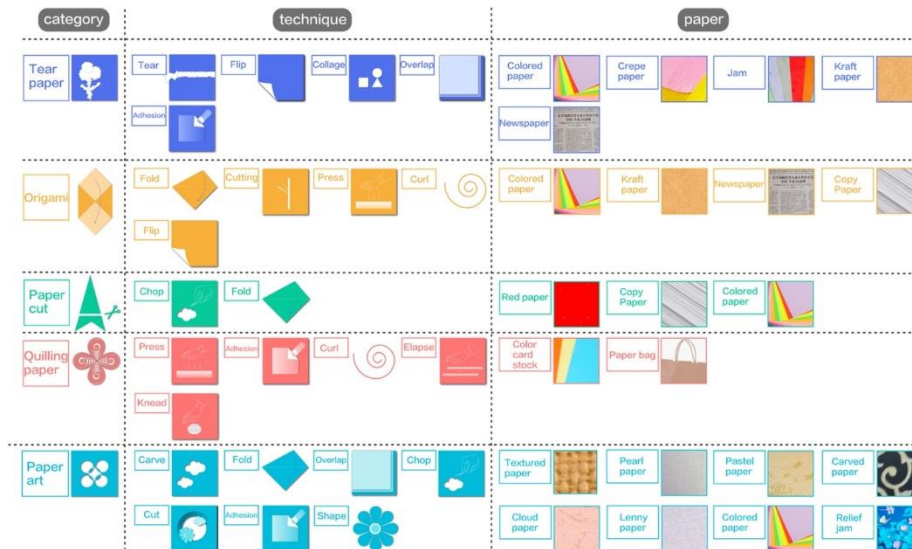 category technique paper
Tear
paper
Tear Flip Collage Overlap
Adhesion
Colored
paper
Crepe
paper
Jam
Kraft
paper
Newspaper
Origami
Fold Cutting Press Curl
Flip
Colored
paper
Kraft
paper
Newspaper
Copy
Paper
Paper
cut
Chop Fold
Red paper
Copy
Paper
Colored
paper
Quilling
paper
Press Adhesion Curl Elapse
Knead
Color
card
stock
Paper bag
Paper
art
Carve Fold Overlap Chop
Cut Adhesion Shape
Textured
paper
Pearl
paper
Pastel
paper
Carved
paper
Cloud
paper
Lenny
paper
Colored
paper
Relief
jam